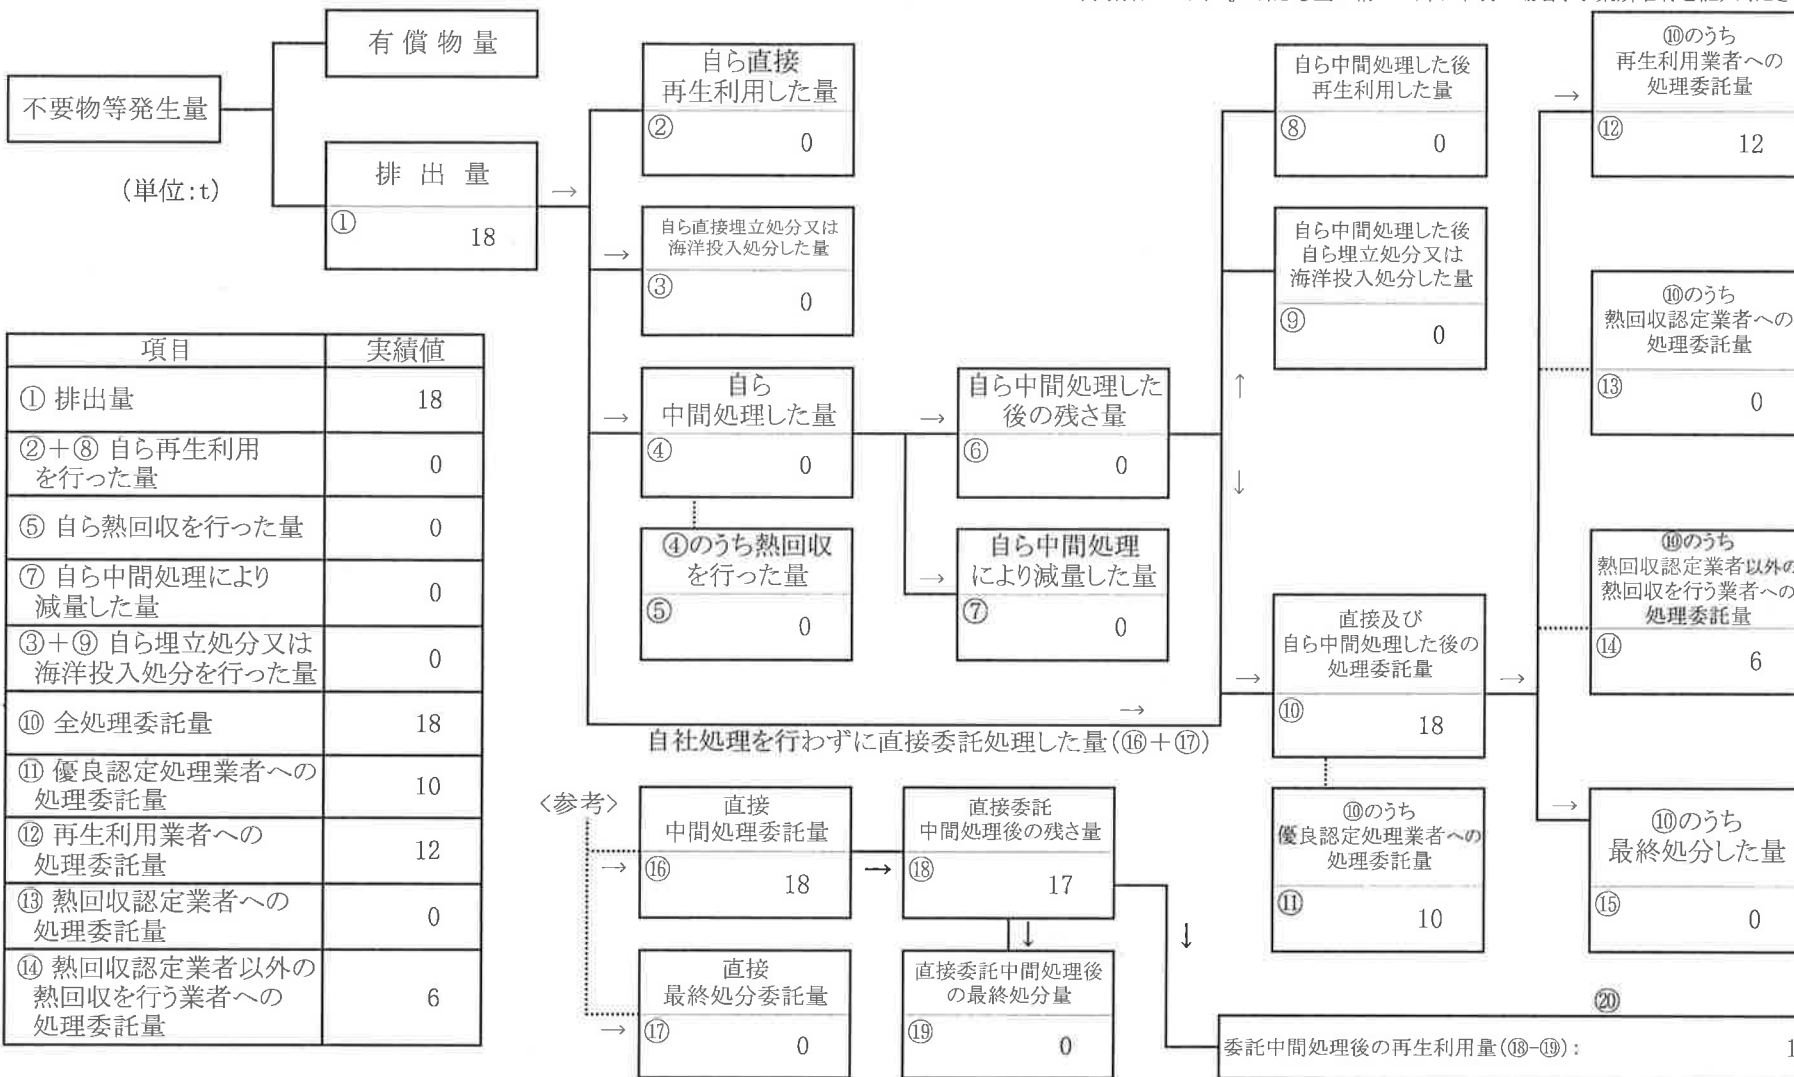 有償物量
不要物等発生量
(単位:t)
排出量
①
18
自ら直接
再生利用した量
②
0
自ら直接埋立処分又は
海洋投入処分した量
③
0
自ら
中間処理した量
④
0
④のうち熱回収
を行った量
⑤
0
自ら中間処理した
後の残さ量
⑥
0
自ら中間処理
により減量した量
⑦
0
自ら中間処理した後
再生利用した量
⑧
0
自ら中間処理した後
自ら埋立処分又は
海洋投入処分した量
⑨
0
直接及び
自ら中間処理した後の
処理委託量
⑩
18
⑩のうち
優良認定処理業者への
処理委託量
⑪
10
⑩のうち
再生利用業者への
処理委託量
⑫
12
⑩のうち
熱回収認定業者への
処理委託量
⑬
0
⑩のうち
熱回収認定業者以外の
熱回収を行う業者への
処理委託量
⑭
6
⑩のうち
最終処分した量
⑮
0
自社処理を行わずに直接委託処理した量(⑯+⑰)
<参考>
直接
中間処理委託量
⑯
18
直接
最終処分委託量
⑰
0
直接委託
中間処理後の残さ量
⑱
17
直接委託中間処理後
の最終処分量
⑲
0
⑳
委託中間処理後の再生利用量(⑱-⑲):
1
項目 実績値
① 排出量 18
②+⑧ 自ら再生利用
を行った量 0
⑤ 自ら熱回収を行った量 0
⑦ 自ら中間処理により
減量した量 0
③+⑨ 自ら埋立処分又は
海洋投入処分を行った量 0
⑩ 全処理委託量 18
⑪ 優良認定処理業者への
処理委託量 10
⑫ 再生利用業者への
処理委託量 12
⑬ 熱回収認定業者への
処理委託量 0
⑭ 熱回収認定業者以外の
熱回収を行う業者への
処理委託量 6